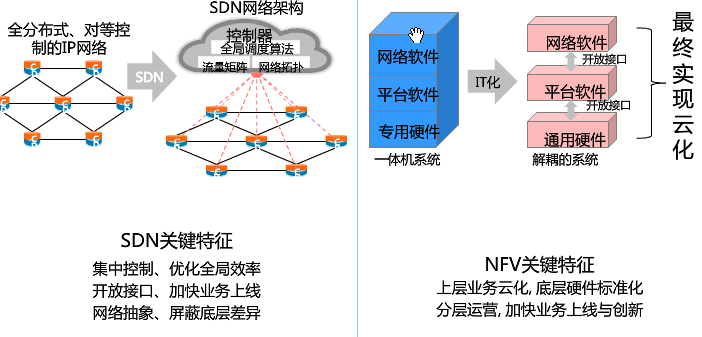 全分布式、对等控
制的IP网络
SDN
SDN网络架构
控制器
全局调度算法
流量矩阵
网络拓扑
SDN关键特征
集中控制、优化全局效率
开放接口、加快业务上线
网络抽象、屏蔽底层差异
网络软件
平台软件
专用硬件
一体机系统
IT化
网络软件
开放接口
平台软件
开放接口
通用硬件
解耦的系统
最终实现云化
NFV关键特征
上层业务云化, 底层硬件标准化
分层运营, 加快业务上线与创新